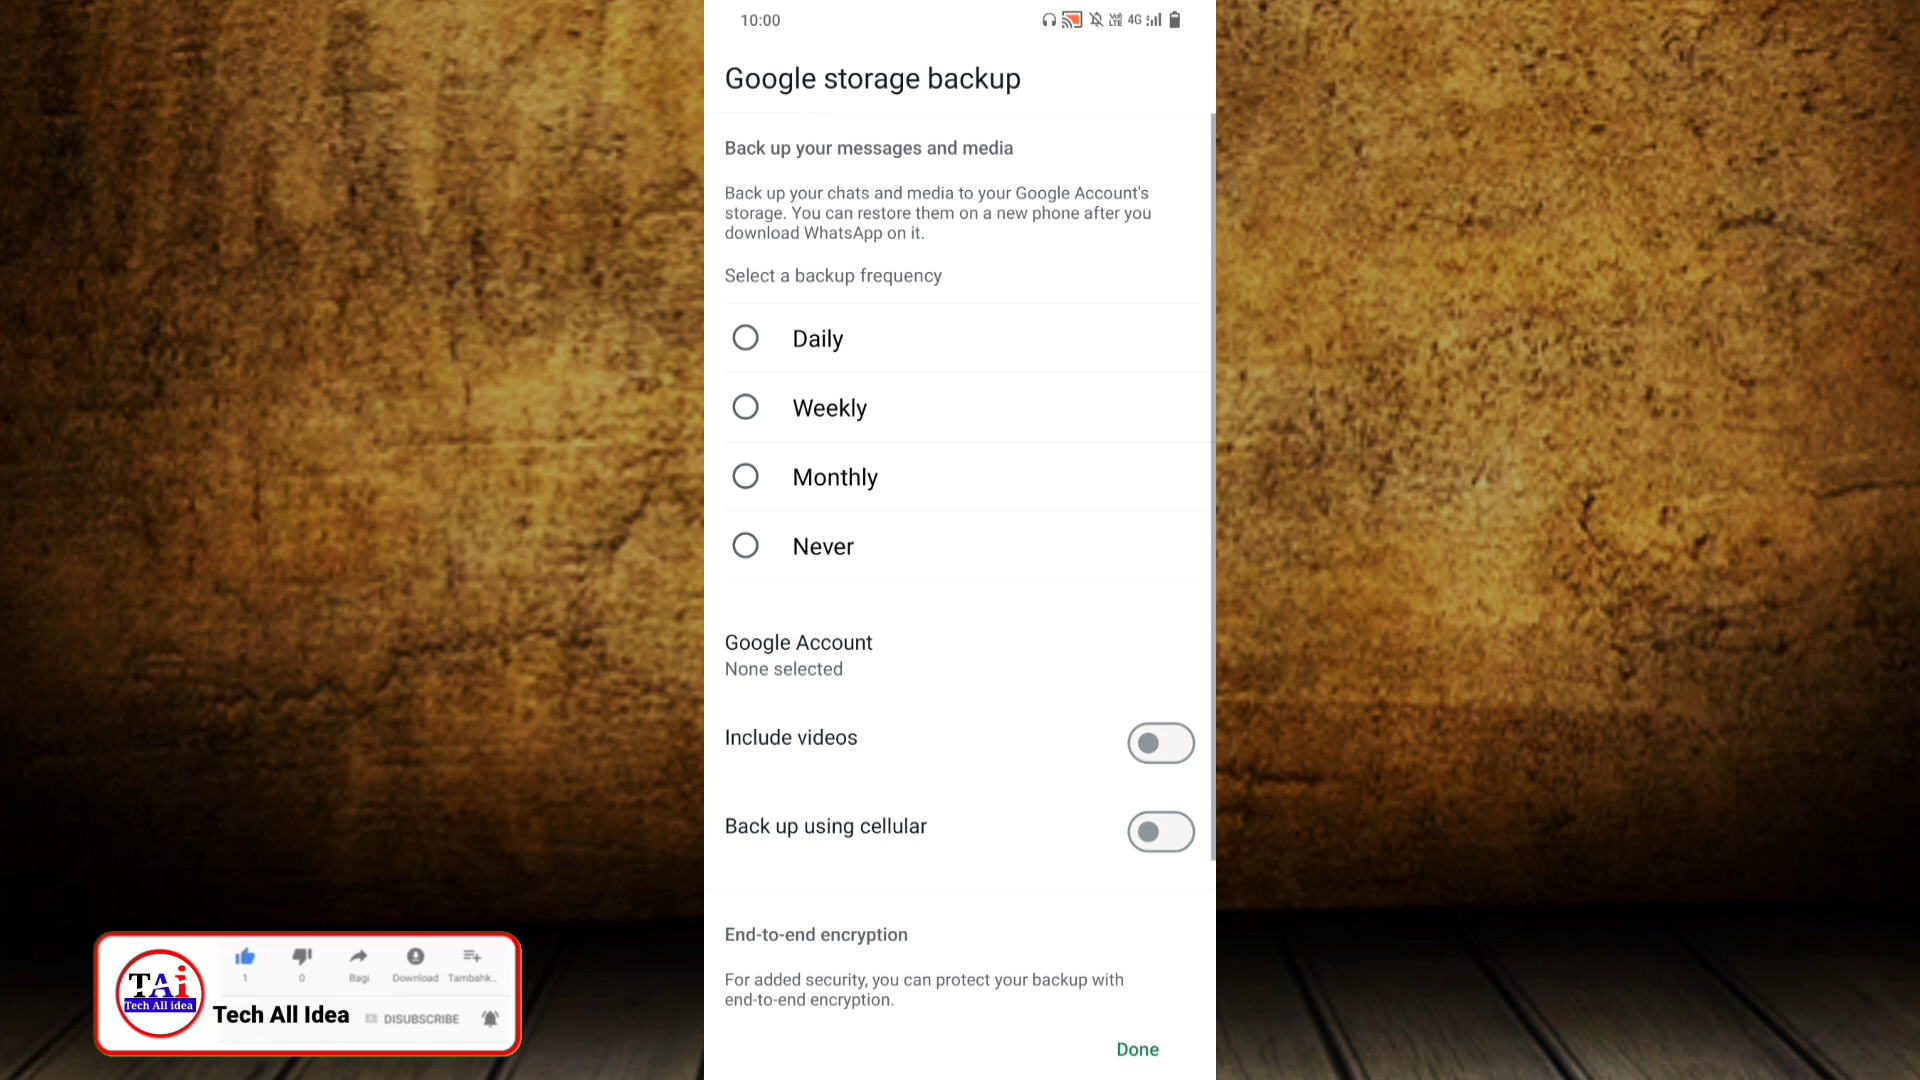 10:00
4G
Google storage backup
Back up your messages and media
Back up your chats and media to your Google Account's
storage. You can restore them on a new phone after you
download WhatsApp on it.
Select a backup frequency
Daily
Weekly
Monthly
Never
Google Account
None selected
Include videos
Back up using cellular
End-to-end encryption
For added security, you can protect your backup with
end-to-end encryption.
Done
TAi
Tech All idea
1
0
Bagi
Download
Tambahk...
Tech All Idea
DISUBSCRIBE